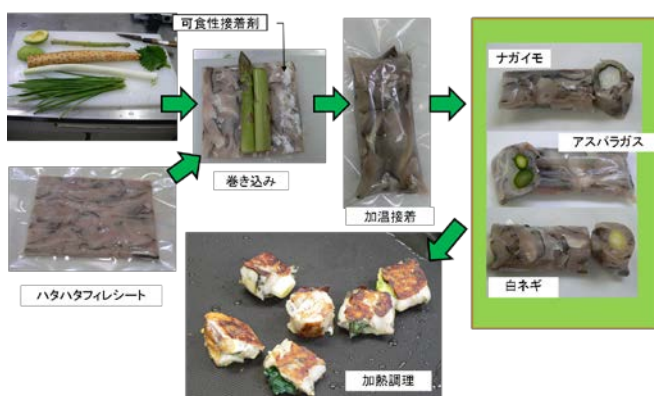 可食性接着剤
ナガイモ
アスパラガス
巻き込み
加温接着
ハタハタフィレシート
白ネギ
加熱調理